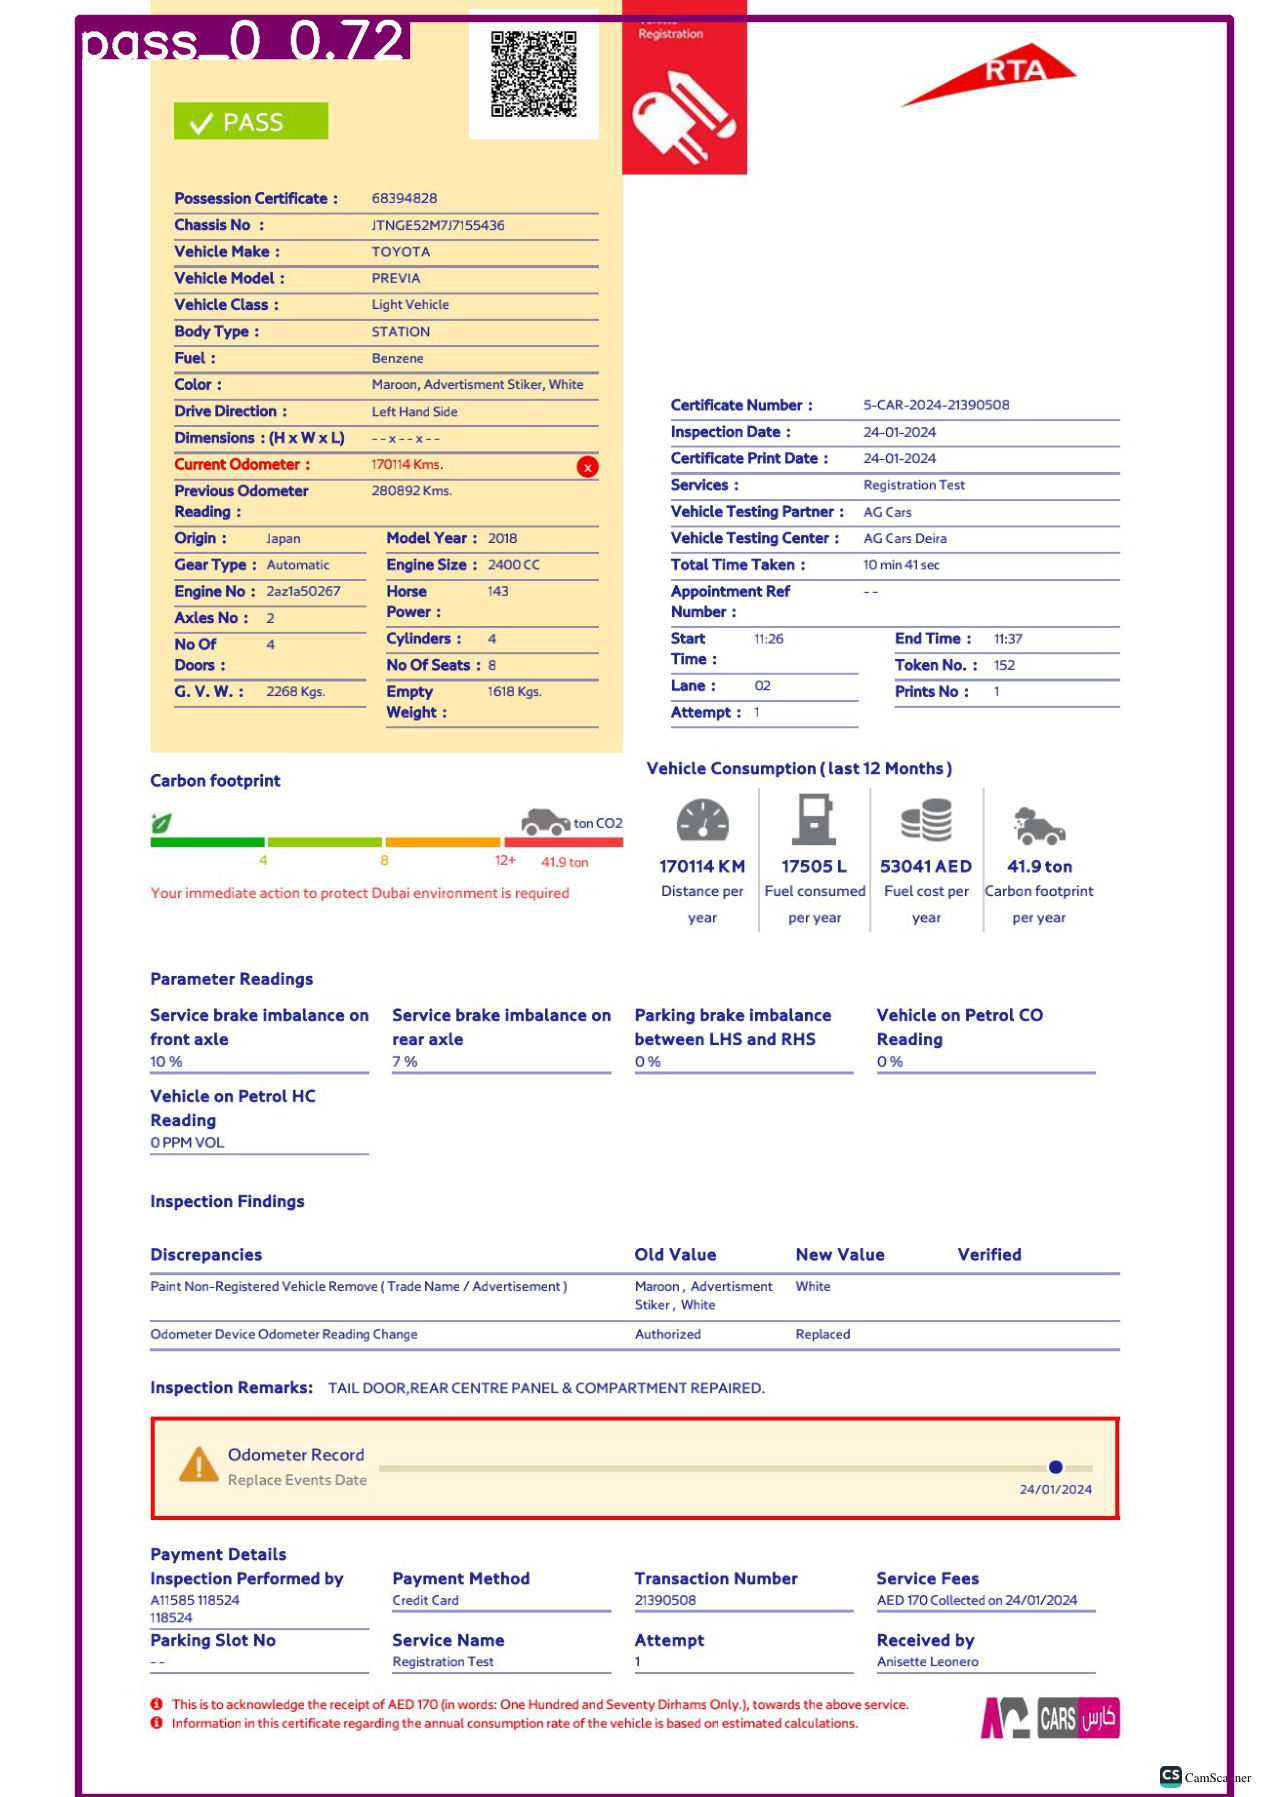 pass_0 0.72
Registration
RTA
PASS
Possession Certificate : 68394828
Chassis No : JTNGE52M7J7155436
Vehicle Make : TOYOTA
Vehicle Model : PREVIA
Vehicle Class : Light Vehicle
Body Type : STATION
Fuel : Benzene
Color : Maroon, Advertisment Stiker, White
Drive Direction : Left Hand Side
Dimensions : (H x W x L) - - x - - x - -
Current Odometer : 170114 Kms. x
Previous Odometer Reading : 280892 Kms.
Origin : Japan
Model Year : 2018
Gear Type : Automatic
Engine Size : 2400 CC
Engine No : 2az1a50267
Horse Power : 143
Axles No : 2
Cylinders : 4
No Of Doors : 4
No Of Seats : 8
G. V. W. : 2268 Kgs.
Empty Weight : 1618 Kgs.
Certificate Number : 5-CAR-2024-21390508
Inspection Date : 24-01-2024
Certificate Print Date : 24-01-2024
Services : Registration Test
Vehicle Testing Partner : AG Cars
Vehicle Testing Center : AG Cars Deira
Total Time Taken : 10 min 41 sec
Appointment Ref Number : - -
Start Time : 11:26
End Time : 11:37
Token No. : 152
Lane : 02
Prints No : 1
Attempt : 1
Carbon footprint
ton CO2
4 8 12+ 41.9 ton
Your immediate action to protect Dubai environment is required
Vehicle Consumption ( last 12 Months )
170114 KM 17505 L 53041 AED 41.9 ton
Distance per year
Fuel consumed per year
Fuel cost per year
Carbon footprint per year
Parameter Readings
Service brake imbalance on front axle
10 %
Service brake imbalance on rear axle
7 %
Parking brake imbalance between LHS and RHS
0 %
Vehicle on Petrol CO Reading
0 %
Vehicle on Petrol HC Reading
0 PPM VOL
Inspection Findings
Discrepancies Old Value New Value Verified
Paint Non-Registered Vehicle Remove ( Trade Name / Advertisement ) Maroon , Advertisment Stiker , White White
Odometer Device Odometer Reading Change Authorized Replaced
Inspection Remarks: TAIL DOOR,REAR CENTRE PANEL & COMPARTMENT REPAIRED.
Odometer Record
Replace Events Date
24/01/2024
Payment Details
Inspection Performed by
A11585 118524
118524
Payment Method
Credit Card
Transaction Number
21390508
Service Fees
AED 170 Collected on 24/01/2024
Parking Slot No
- -
Service Name
Registration Test
Attempt
1
Received by
Anisette Leonero
This is to acknowledge the receipt of AED 170 (in words: One Hundred and Seventy Dirhams Only.), towards the above service.
Information in this certificate regarding the annual consumption rate of the vehicle is based on estimated calculations.
CARS كارس
CS CamScanner